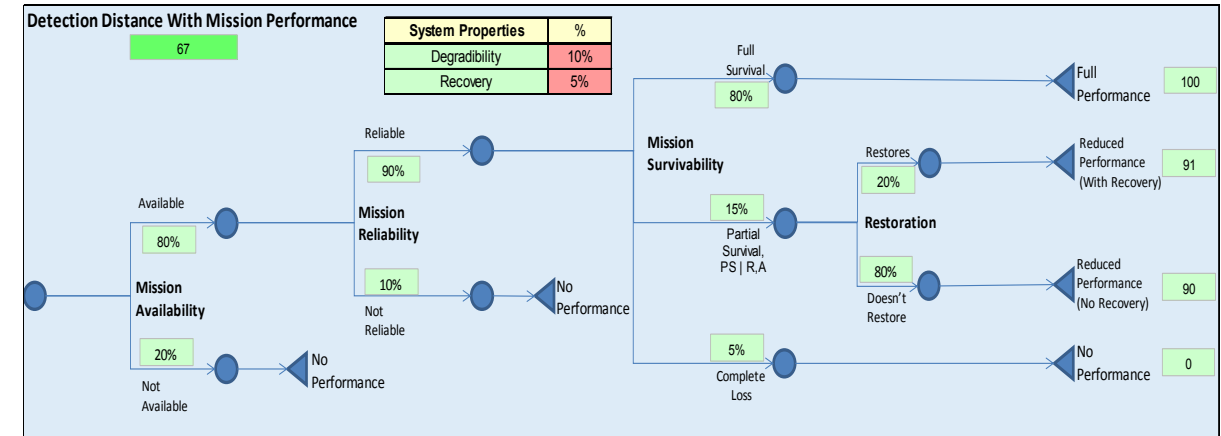 Detection Distance With Mission Performance
67
System Properties %
Degradibility 10%
Recovery 5%
Full
Survival
80%
Full
Performance
100
Reliable
90%
Mission
Survivability
Restores
20%
Reduced
Performance
(With Recovery)
91
Available
80%
Mission
Reliability
15%
Partial
Survival,
PS | R,A
Restoration
Mission
Availability
10%
Not
Reliable
No
Performance
80%
Doesn't
Restore
Reduced
Performance
(No Recovery)
90
20%
Not
Available
No
Performance
5%
Complete
Loss
No
Performance
0